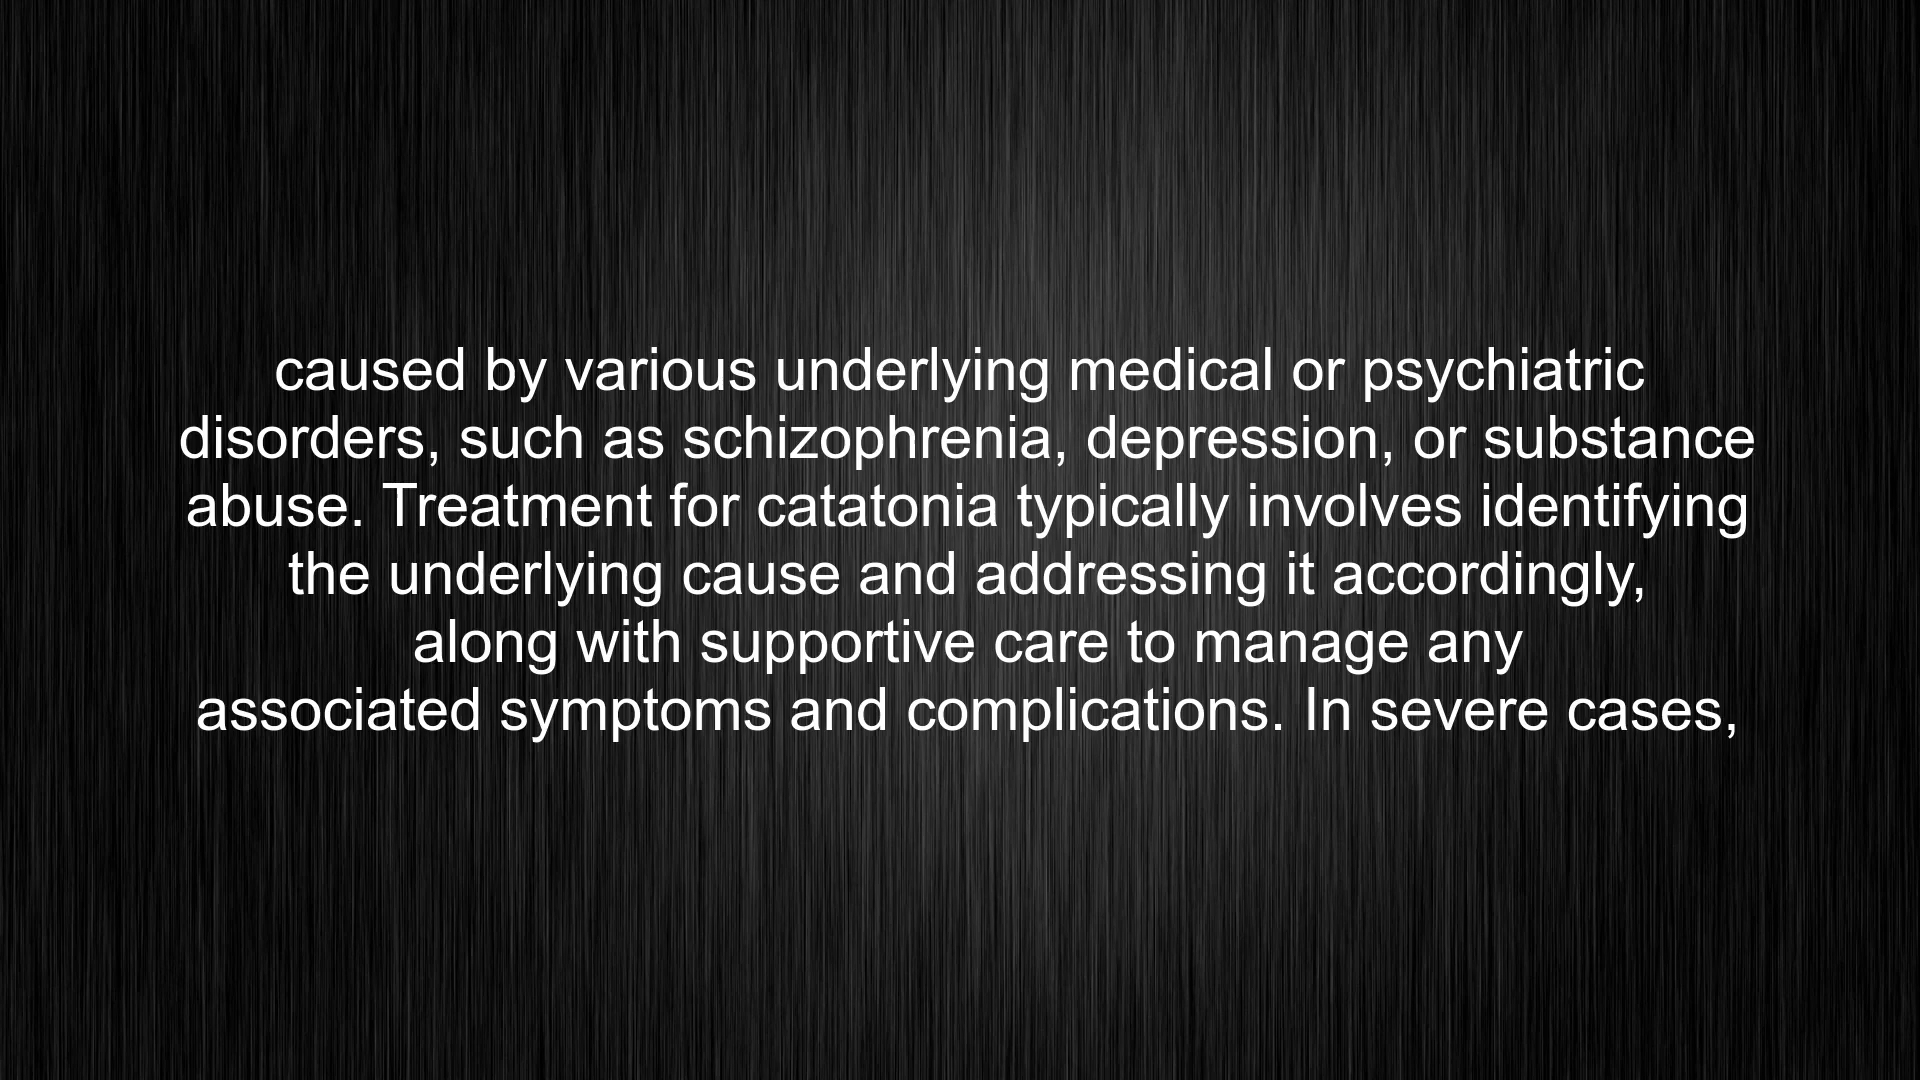 caused by various underlying medical or psychiatric
disorders, such as schizophrenia, depression, or substance
abuse. Treatment for catatonia typically involves identifying
the underlying cause and addressing it accordingly,
along with supportive care to manage any
associated symptoms and complications. In severe cases,